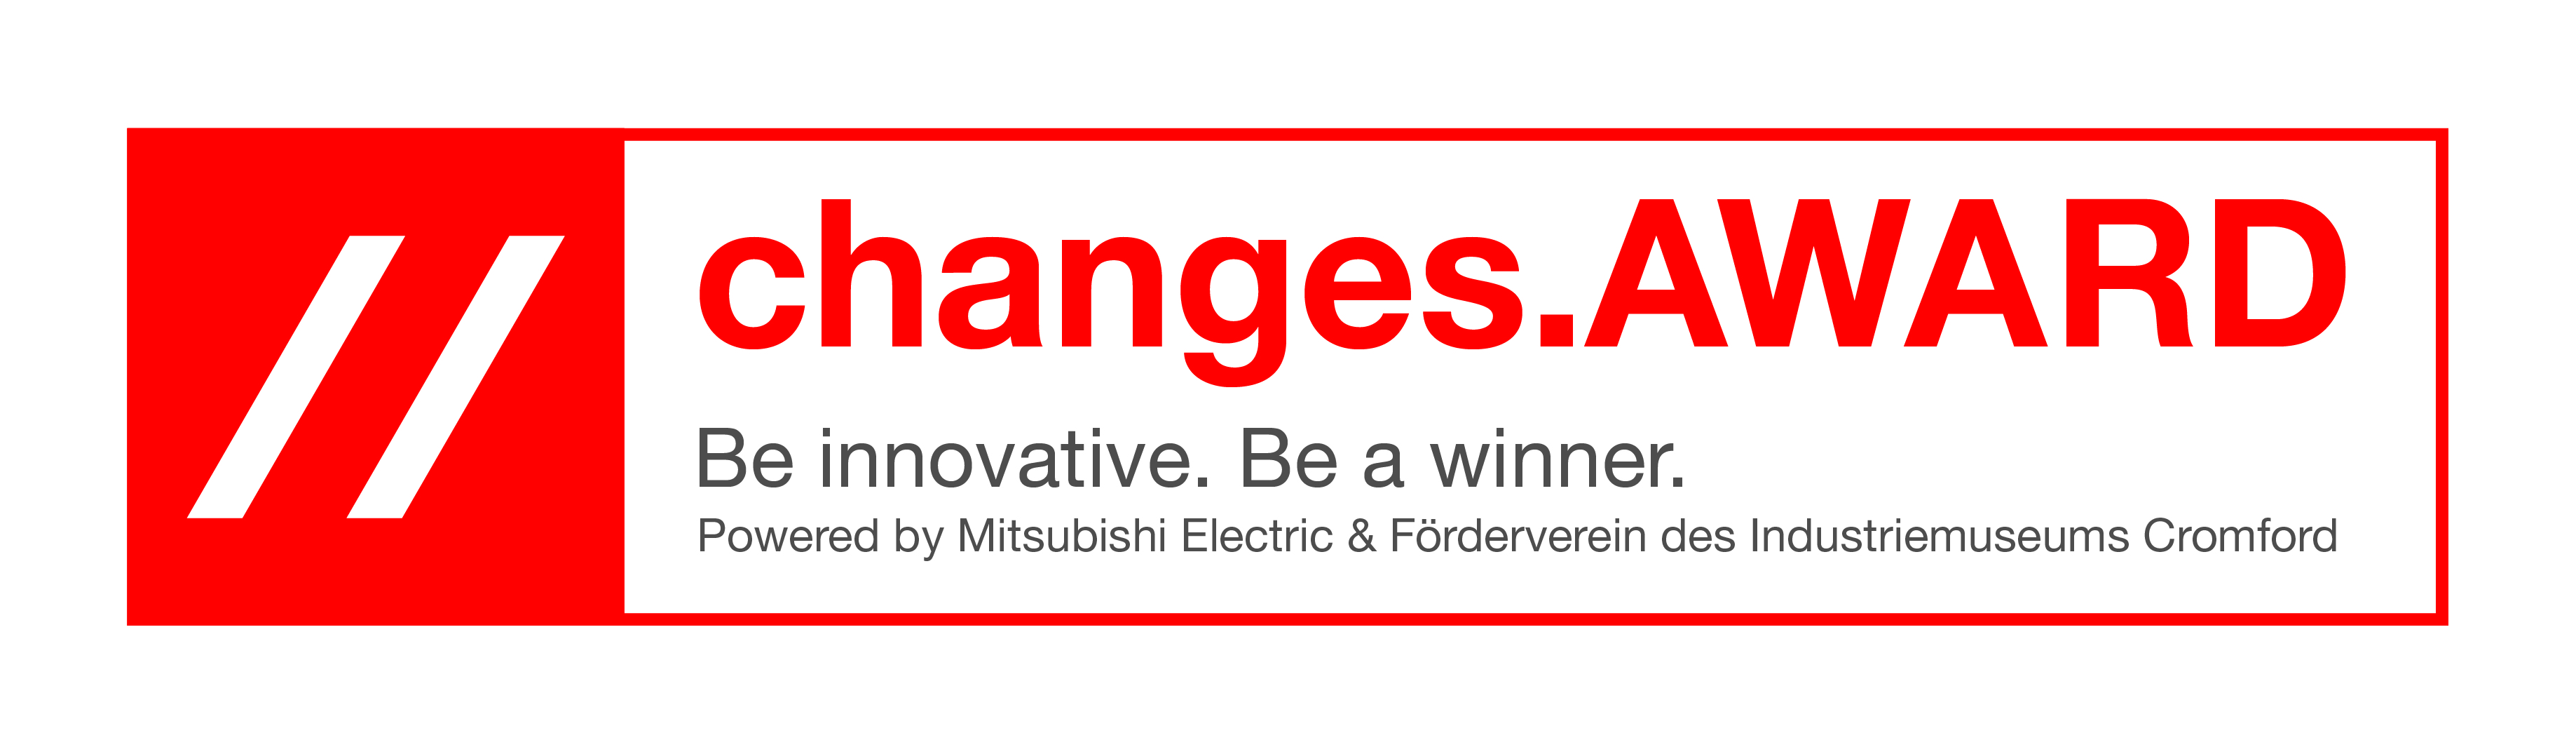 changes.AWARD
Be innovative. Be a winner.
Powered by Mitsubishi Electric & Förderverein des Industriemuseums Cromford